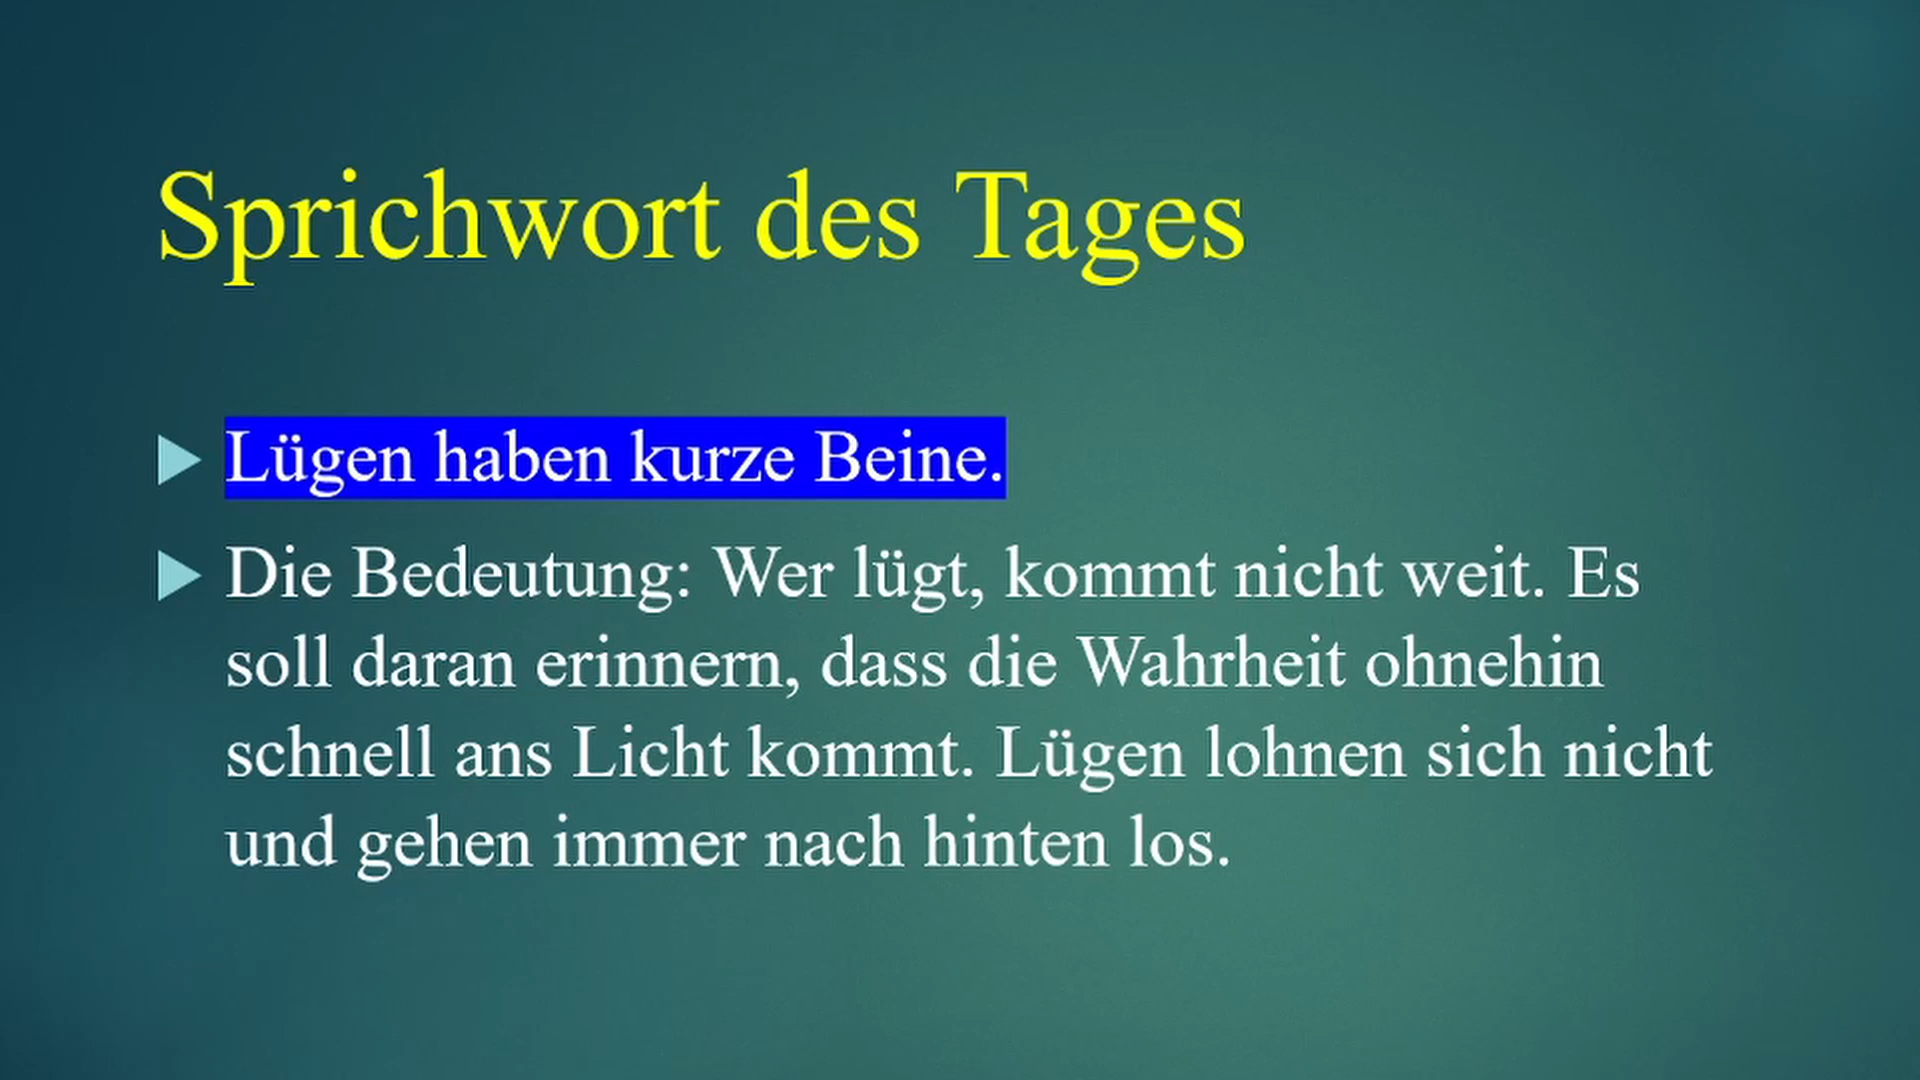 Sprichwort des Tages
Lügen haben kurze Beine.
Die Bedeutung: Wer lügt, kommt nicht weit. Es
soll daran erinnern, dass die Wahrheit ohnehin
schnell ans Licht kommt. Lügen lohnen sich nicht
und gehen immer nach hinten los.